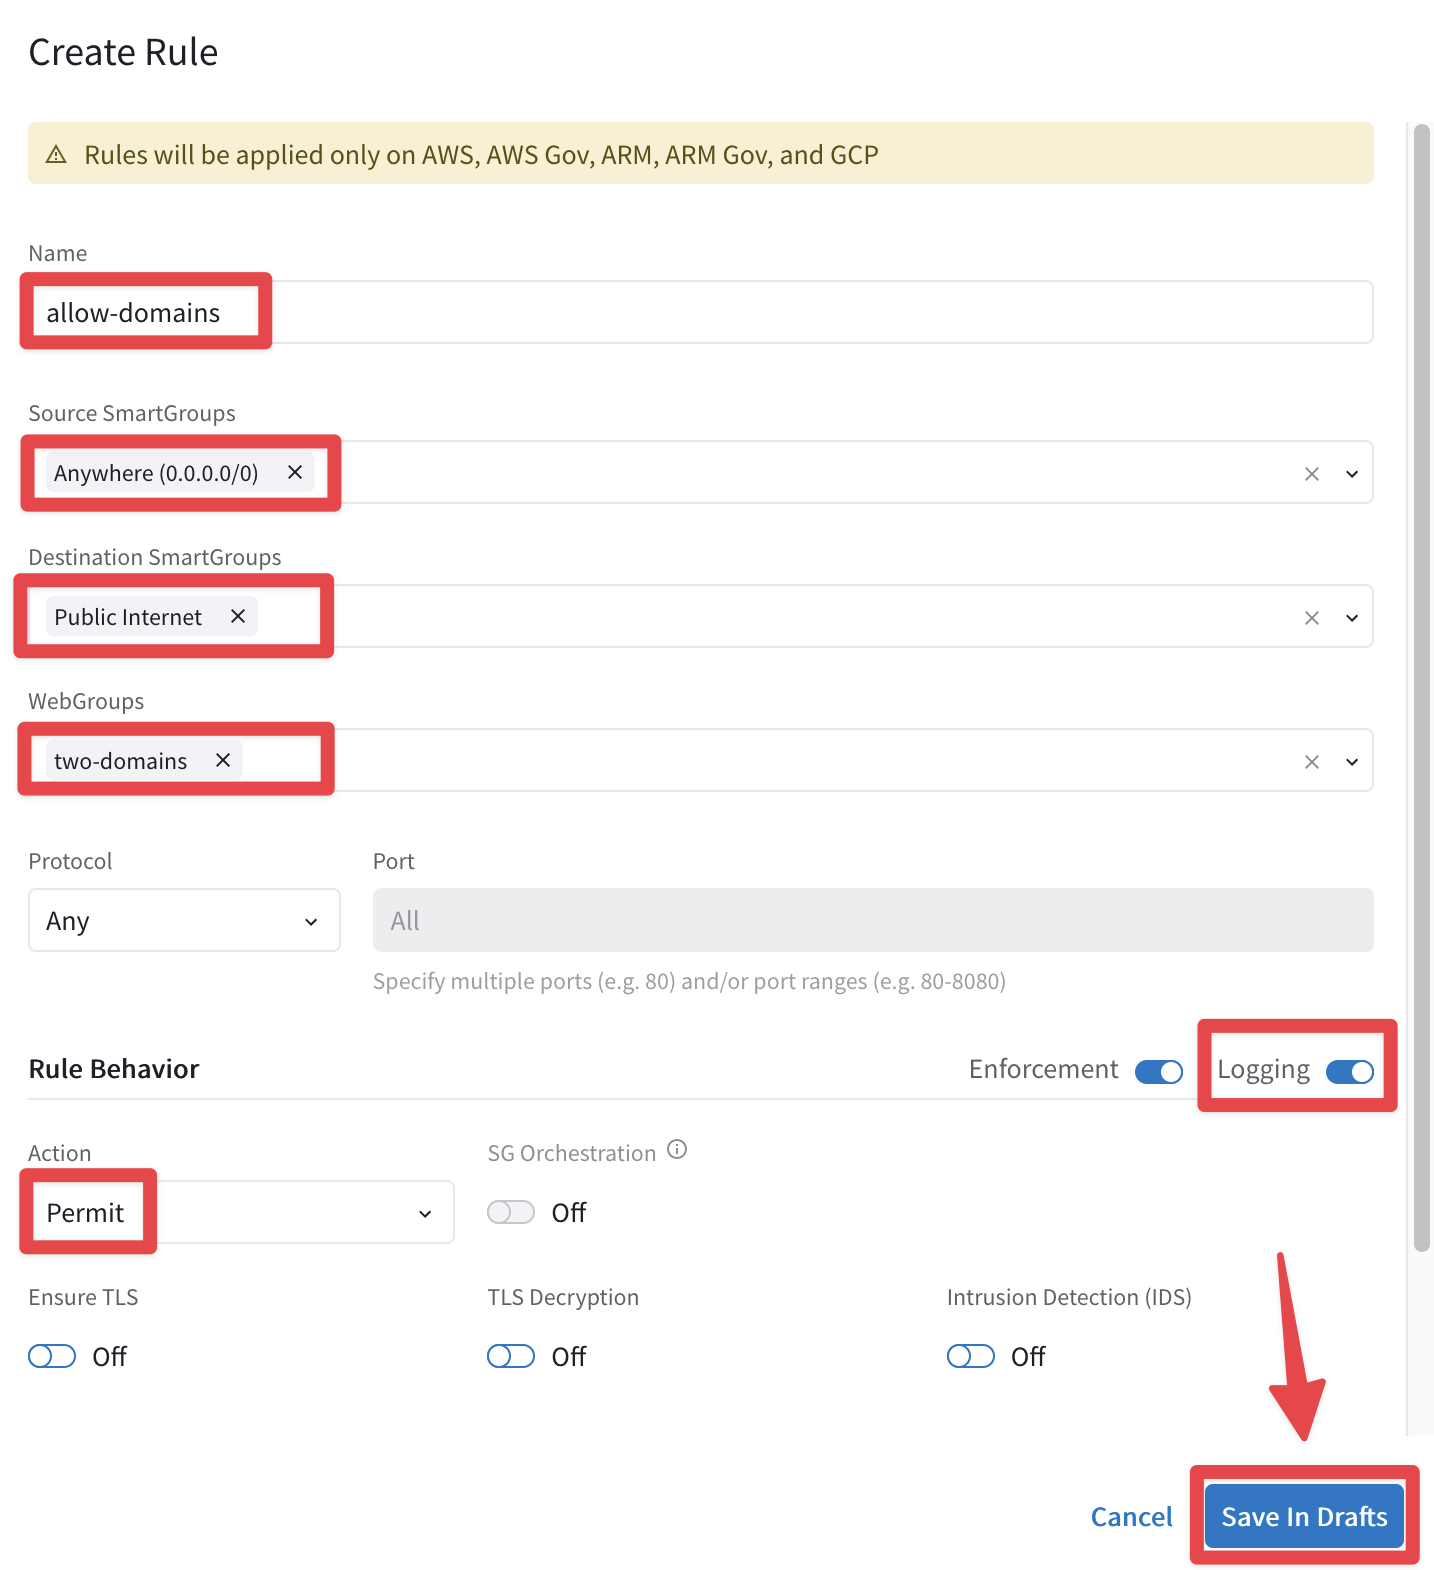 Create Rule
Rules will be applied only on AWS, AWS Gov, ARM, ARM Gov, and GCP
Name
allow-domains
Source SmartGroups
Anywhere (0.0.0.0/0)
Destination SmartGroups
Public Internet
WebGroups
two-domains
Protocol Port
Any All
Specify multiple ports (e.g. 80) and/or port ranges (e.g. 80-8080)
Rule Behavior Enforcement Logging
Action SG Orchestration
Permit Off
Ensure TLS TLS Decryption Intrusion Detection (IDS)
Off Off Off
Cancel Save In Drafts